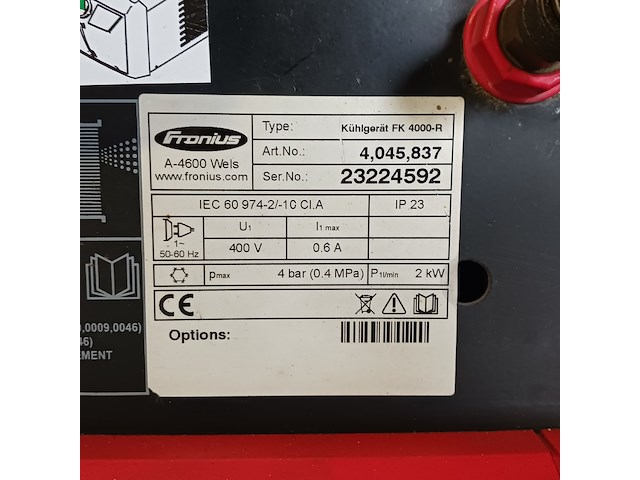 Fronius
A-4600 Wels
www.fronius.com
Type: Kühlgerät FK 4000-R
Art.No.: 4,045,837
Ser.No.: 23224592
IEC 60 974-2/-10 Cl.A IP 23
1~
50-60 Hz
U1 I1 max
400 V 0.6 A
pmax 4 bar (0.4 MPa) P1l/min 2 kW
CE
Options:
,0009,0046)
46)
EMENT